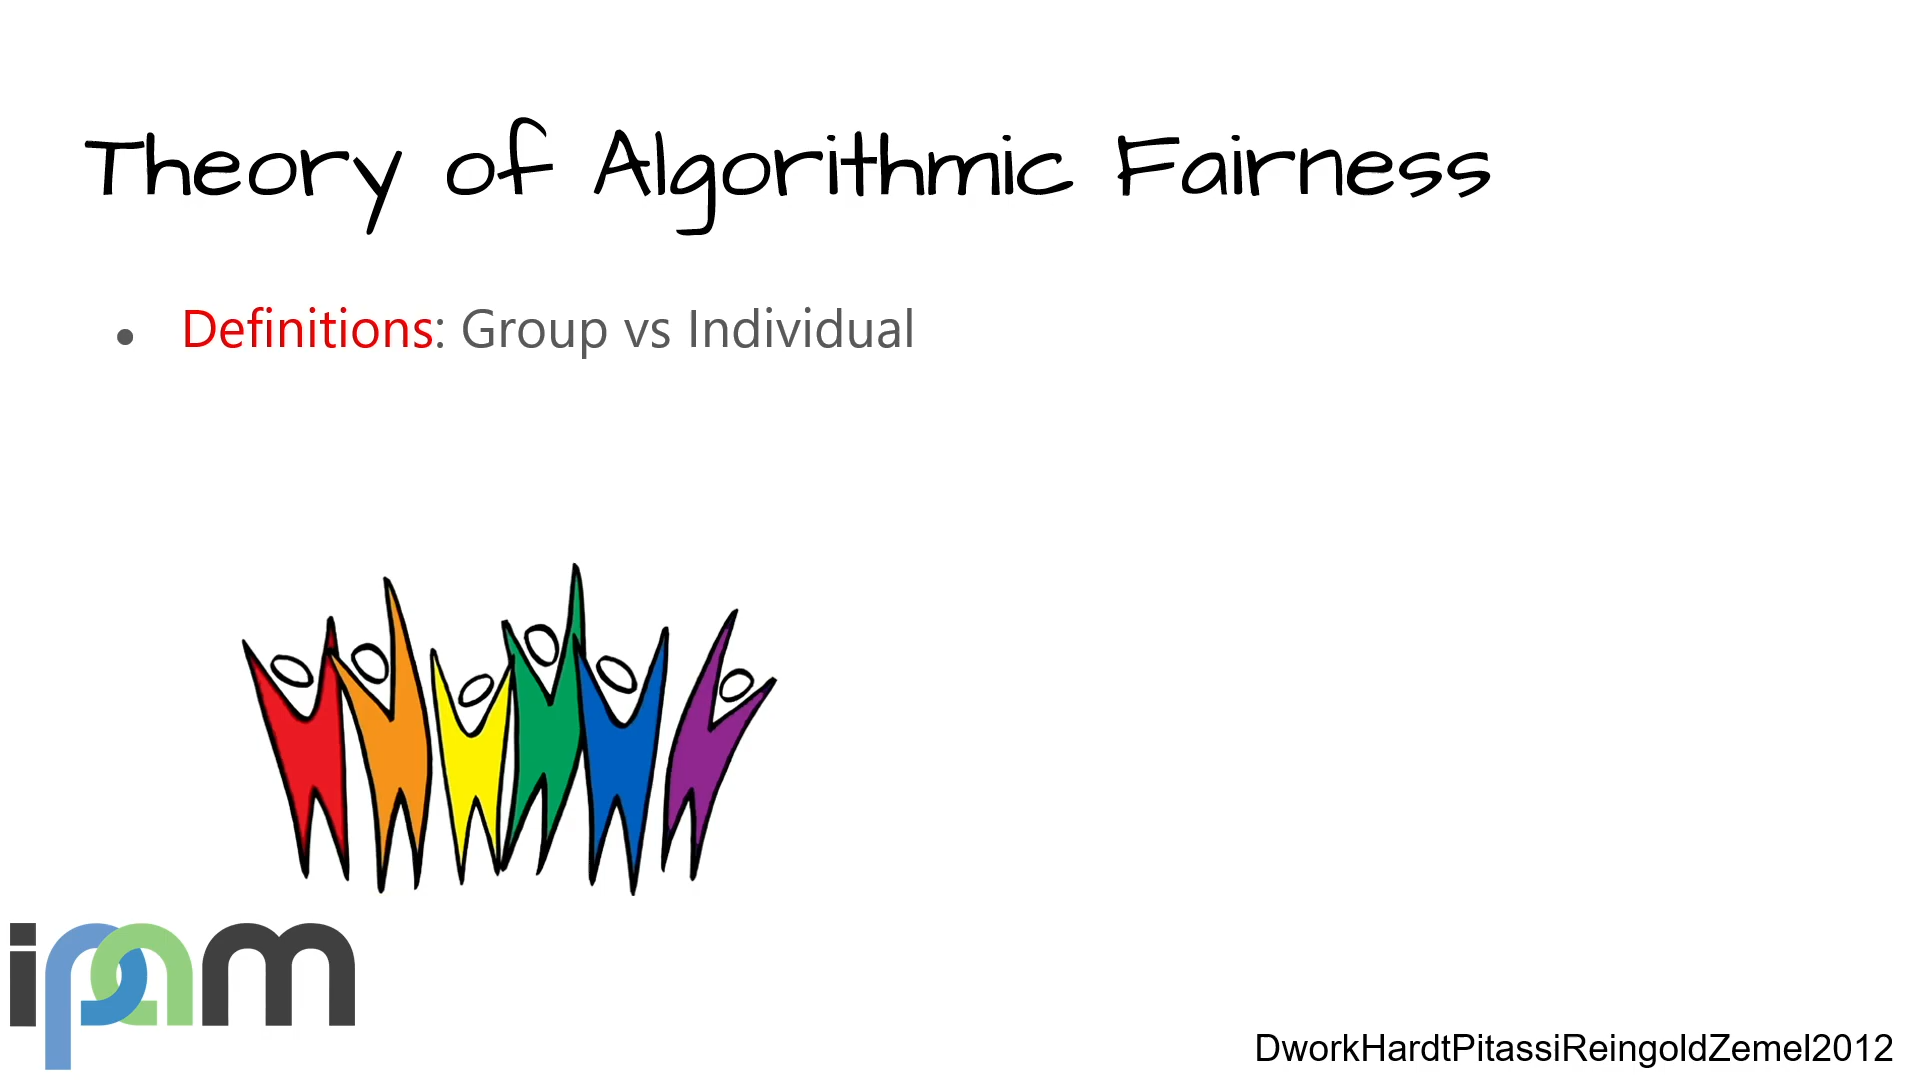 Theory of Algorithmic Fairness
● Definitions: Group vs Individual
ipam
DworkHardtPitassiReingoldZemel2012